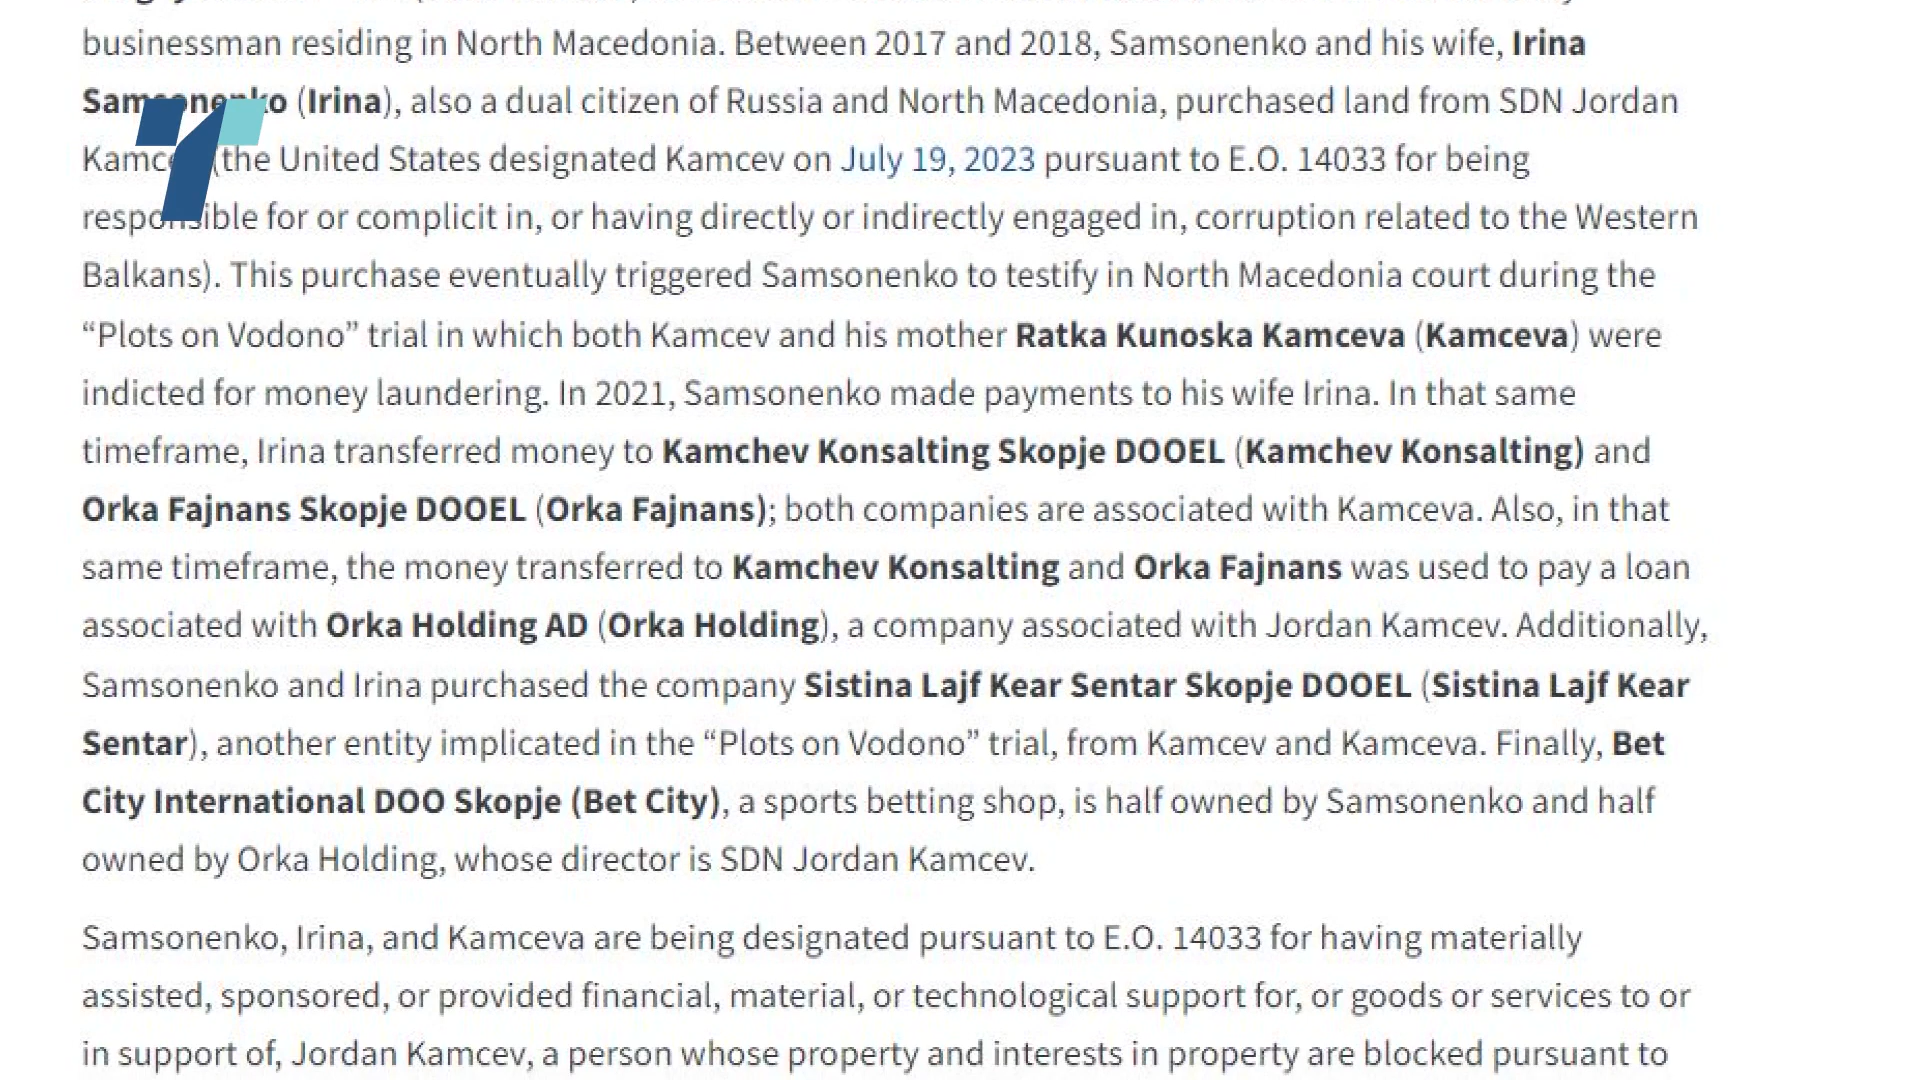 businessman residing in North Macedonia. Between 2017 and 2018, Samsonenko and his wife, Irina
Samsonenko (Irina), also a dual citizen of Russia and North Macedonia, purchased land from SDN Jordan
Kamcev (the United States designated Kamcev on July 19, 2023 pursuant to E.O. 14033 for being
responsible for or complicit in, or having directly or indirectly engaged in, corruption related to the Western
Balkans). This purchase eventually triggered Samsonenko to testify in North Macedonia court during the
“Plots on Vodono” trial in which both Kamcev and his mother Ratka Kunoska Kamceva (Kamceva) were
indicted for money laundering. In 2021, Samsonenko made payments to his wife Irina. In that same
timeframe, Irina transferred money to Kamchev Konsalting Skopje DOOEL (Kamchev Konsalting) and
Orka Fajnans Skopje DOOEL (Orka Fajnans); both companies are associated with Kamceva. Also, in that
same timeframe, the money transferred to Kamchev Konsalting and Orka Fajnans was used to pay a loan
associated with Orka Holding AD (Orka Holding), a company associated with Jordan Kamcev. Additionally,
Samsonenko and Irina purchased the company Sistina Lajf Kear Sentar Skopje DOOEL (Sistina Lajf Kear
Sentar), another entity implicated in the “Plots on Vodono” trial, from Kamcev and Kamceva. Finally, Bet
City International DOO Skopje (Bet City), a sports betting shop, is half owned by Samsonenko and half
owned by Orka Holding, whose director is SDN Jordan Kamcev.
Samsonenko, Irina, and Kamceva are being designated pursuant to E.O. 14033 for having materially
assisted, sponsored, or provided financial, material, or technological support for, or goods or services to or
in support of, Jordan Kamcev, a person whose property and interests in property are blocked pursuant to